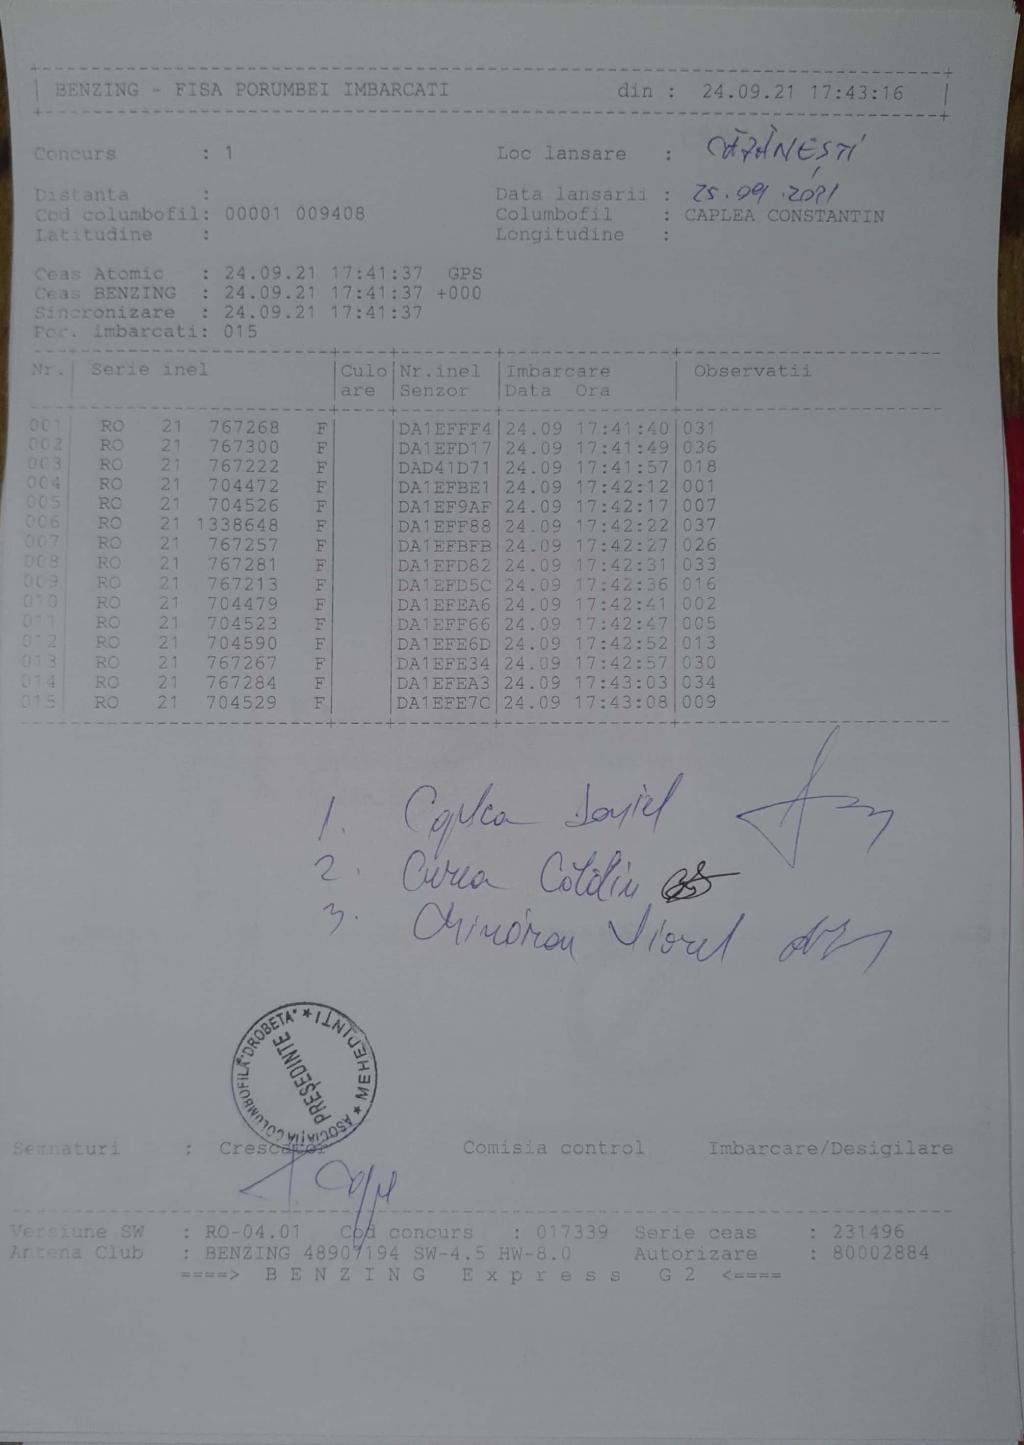 BENZING - FISA PORUMBEI IMBARCATI din : 24.09.21 17:43:16
Concurs : 1 Loc lansare :
Distanta : Data lansarii : 25.09.2021
Cod columbofil: 00001 009408 Columbofil : CAPLEA CONSTANTIN
Latitudine : Longitudine :
Ceas Atomic : 24.09.21 17:41:37 GPS
Ceas BENZING : 24.09.21 17:41:37 +000
Sincronizare : 24.09.21 17:41:37
Por. imbarcati: 015
Nr. Serie inel Culo Nr.inel Imbarcare Observatii
are Senzor Data Ora
001 RO 21 767268 F DA1EFFF4 24.09 17:41:40 031
002 RO 21 767300 F DA1EFD17 24.09 17:41:49 036
003 RO 21 767222 F DAD41D71 24.09 17:41:57 018
004 RO 21 704472 F DA1EFBE1 24.09 17:42:12 001
005 RO 21 704526 F DA1EF9AF 24.09 17:42:17 007
006 RO 21 1338648 F DA1EFF88 24.09 17:42:22 037
007 RO 21 767257 F DA1EFBFB 24.09 17:42:27 026
008 RO 21 767281 F DA1EFD82 24.09 17:42:31 033
009 RO 21 767213 F DA1EFD5C 24.09 17:42:36 016
010 RO 21 704479 F DA1EFEA6 24.09 17:42:41 002
011 RO 21 704523 F DA1EFF66 24.09 17:42:47 005
012 RO 21 704590 F DA1EFE6D 24.09 17:42:52 013
013 RO 21 767267 F DA1EFE34 24.09 17:42:57 030
014 RO 21 767284 F DA1EFEA3 24.09 17:43:03 034
015 RO 21 704529 F DA1EFE7C 24.09 17:43:08 009
1. Caplea Daniel
2.
3. Viorel
ASOCIAȚIA COLUMBOFILĂ "DROBETA" * MEHEDINȚI *
PREȘEDINTE
Semnaturi : Crescator Comisia control Imbarcare/Desigilare
Versiune SW : RO-04.01 Cod concurs : 017339 Serie ceas : 231496
Antena Club : BENZING 48907194 SW-4.5 HW-8.0 Autorizare : 80002884
====> B E N Z I N G E x p r e s s G 2 <====